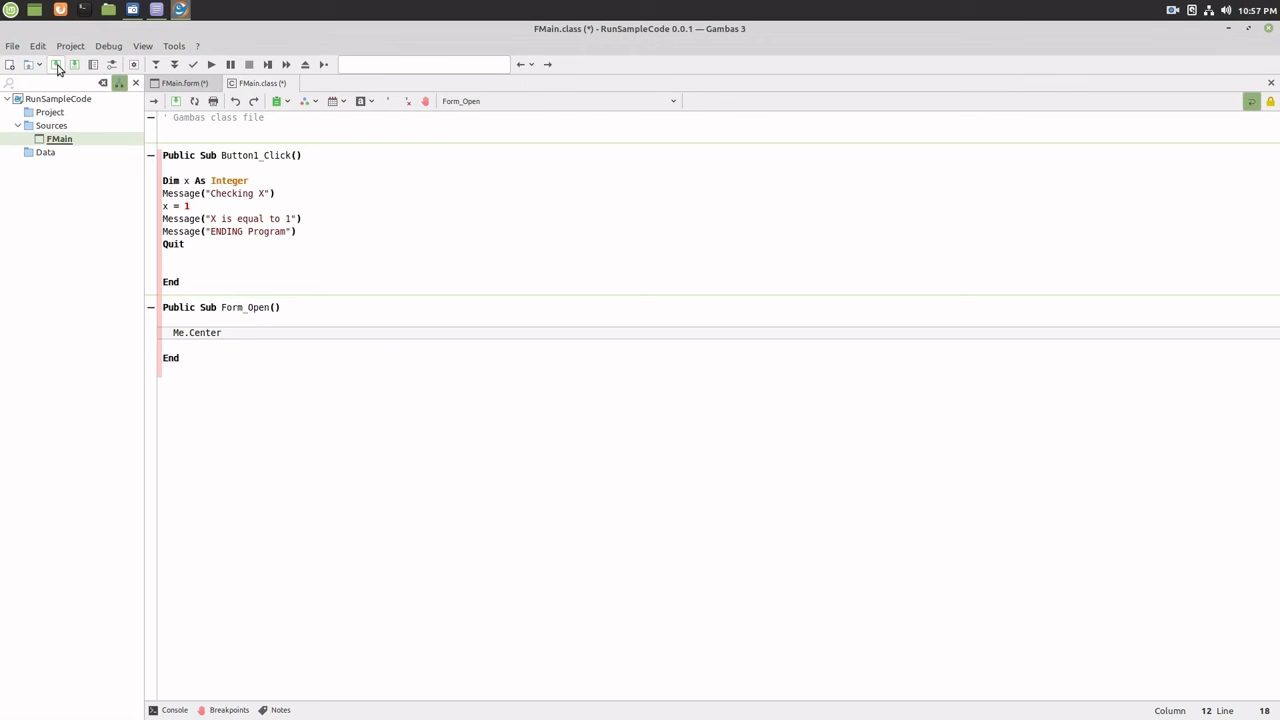 10:57 PM
FMain.class (*) - RunSampleCode 0.0.1 — Gambas 3
File Edit Project Debug View Tools ?
FMain.form (*) FMain.class (*)
RunSampleCode
Project
Sources
FMain
Data
Form_Open
' Gambas class file
Public Sub Button1_Click()
Dim x As Integer
Message("Checking X")
x = 1
Message("X is equal to 1")
Message("ENDING Program")
Quit
End
Public Sub Form_Open()
Me.Center
End
Console Breakpoints Notes Column 12 Line 18